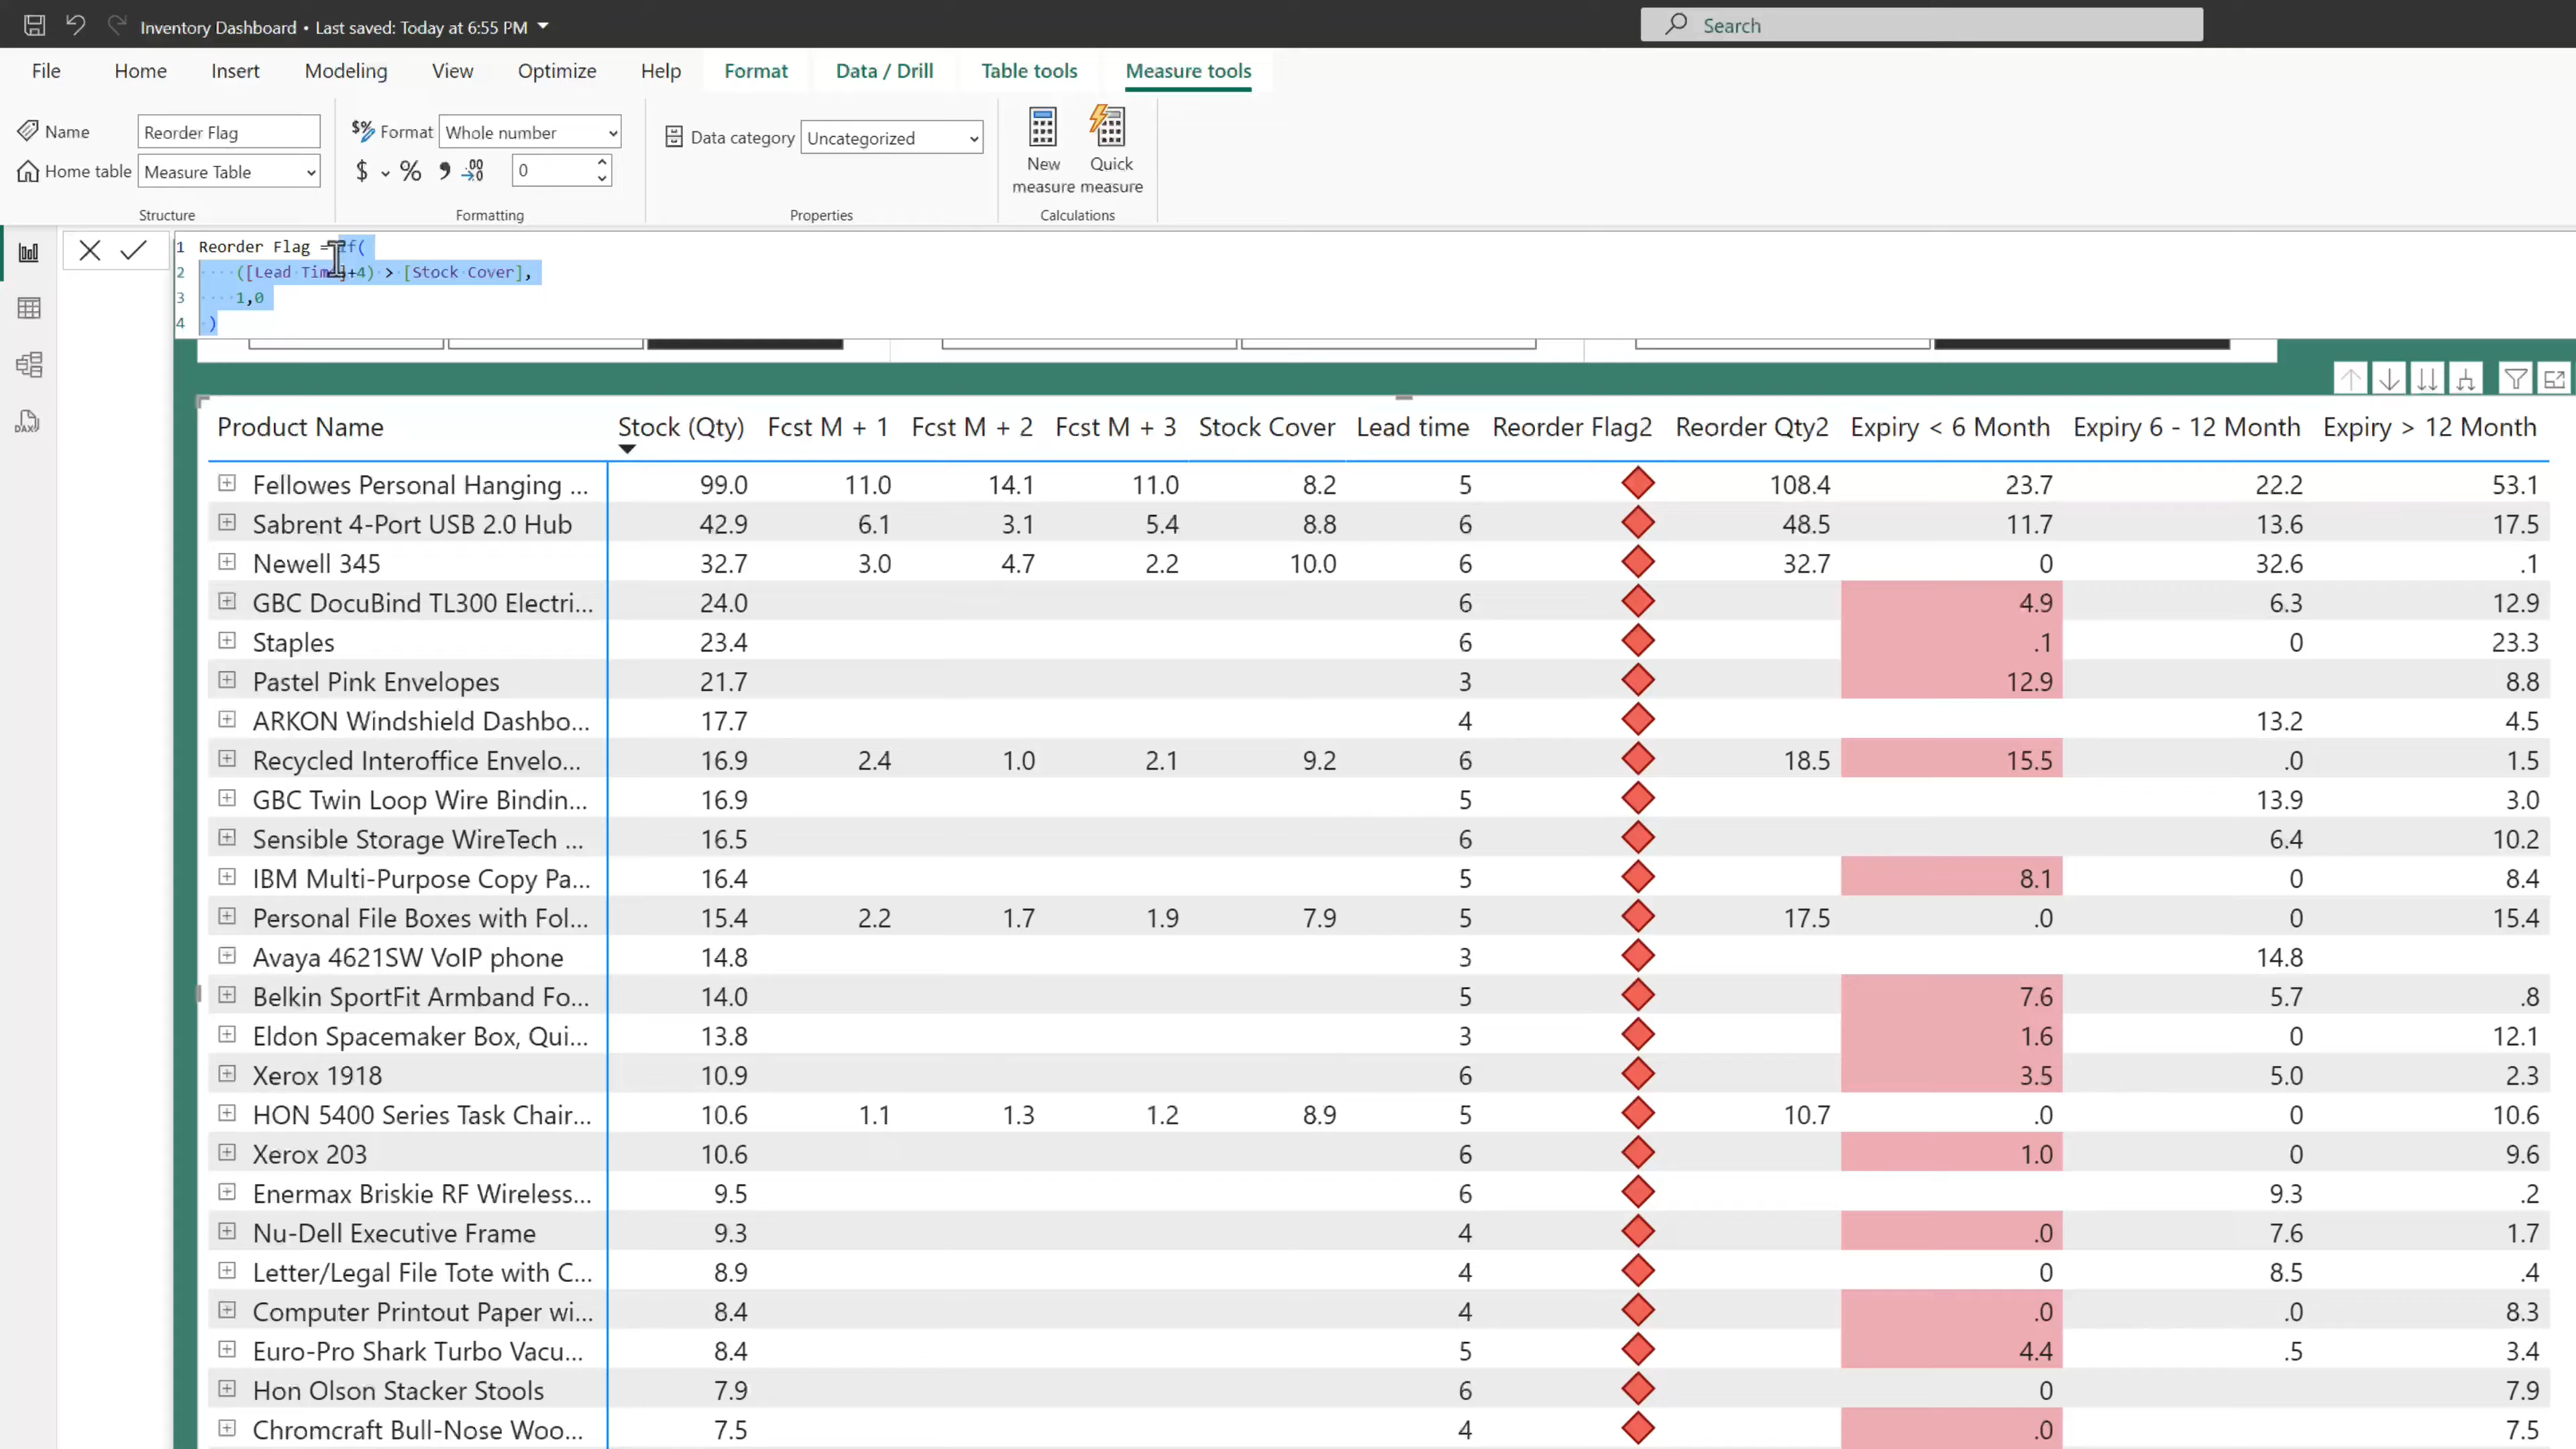 Inventory Dashboard • Last saved: Today at 6:55 PM
Search
File Home Insert Modeling View Optimize Help Format Data / Drill Table tools Measure tools
Name Reorder Flag $% Format Whole number Data category Uncategorized New measure Quick measure
Home table Measure Table $ % , .00 0
Structure Formatting Properties Calculations
1 Reorder Flag = if(
2 ([Lead Time]+4) > [Stock Cover],
3 1,0
4 )
DAX
Product Name Stock (Qty) Fcst M + 1 Fcst M + 2 Fcst M + 3 Stock Cover Lead time Reorder Flag2 Reorder Qty2 Expiry < 6 Month Expiry 6 - 12 Month Expiry > 12 Month
Fellowes Personal Hanging ... 99.0 11.0 14.1 11.0 8.2 5 108.4 23.7 22.2 53.1
Sabrent 4-Port USB 2.0 Hub 42.9 6.1 3.1 5.4 8.8 6 48.5 11.7 13.6 17.5
Newell 345 32.7 3.0 4.7 2.2 10.0 6 32.7 0 32.6 .1
GBC DocuBind TL300 Electri... 24.0 6 4.9 6.3 12.9
Staples 23.4 6 .1 0 23.3
Pastel Pink Envelopes 21.7 3 12.9 8.8
ARKON Windshield Dashbo... 17.7 4 13.2 4.5
Recycled Interoffice Envelo... 16.9 2.4 1.0 2.1 9.2 6 18.5 15.5 .0 1.5
GBC Twin Loop Wire Bindin... 16.9 5 13.9 3.0
Sensible Storage WireTech ... 16.5 6 6.4 10.2
IBM Multi-Purpose Copy Pa... 16.4 5 8.1 0 8.4
Personal File Boxes with Fol... 15.4 2.2 1.7 1.9 7.9 5 17.5 .0 0 15.4
Avaya 4621SW VoIP phone 14.8 3 14.8
Belkin SportFit Armband Fo... 14.0 5 7.6 5.7 .8
Eldon Spacemaker Box, Qui... 13.8 3 1.6 0 12.1
Xerox 1918 10.9 6 3.5 5.0 2.3
HON 5400 Series Task Chair... 10.6 1.1 1.3 1.2 8.9 5 10.7 .0 0 10.6
Xerox 203 10.6 6 1.0 0 9.6
Enermax Briskie RF Wireless... 9.5 6 9.3 .2
Nu-Dell Executive Frame 9.3 4 .0 7.6 1.7
Letter/Legal File Tote with C... 8.9 4 0 8.5 .4
Computer Printout Paper wi... 8.4 4 .0 .0 8.3
Euro-Pro Shark Turbo Vacu... 8.4 5 4.4 .5 3.4
Hon Olson Stacker Stools 7.9 6 0 7.9
Chromcraft Bull-Nose Woo... 7.5 4 .0 7.5